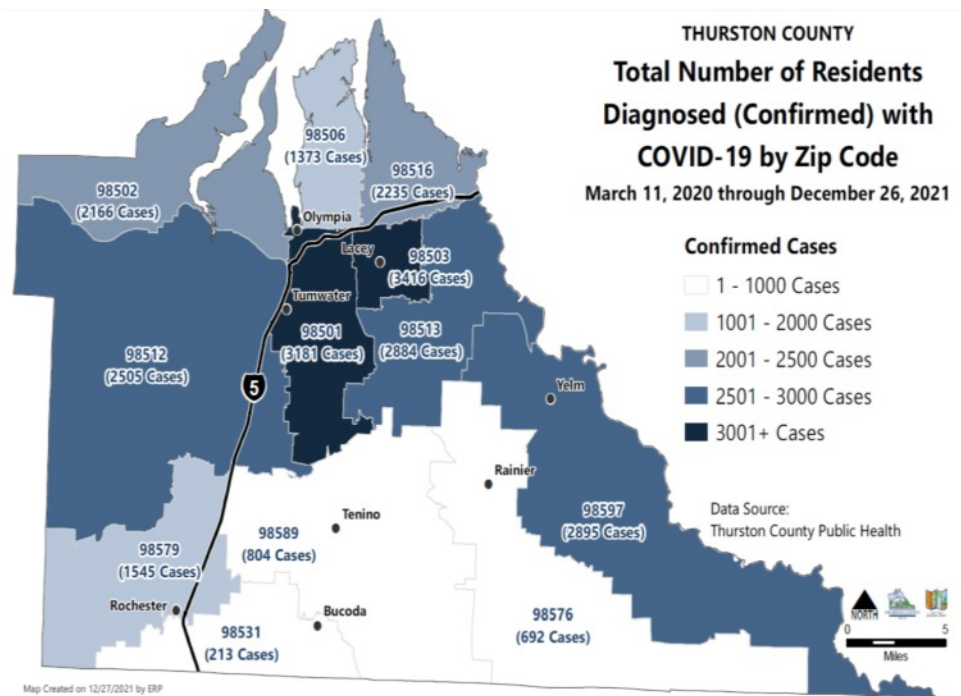 THURSTON COUNTY
Total Number of Residents
Diagnosed (Confirmed) with
COVID-19 by Zip Code
March 11, 2020 through December 26, 2021
98506
(1373 Cases)
98516
(2235 Cases)
98502
(2166 Cases)
Olympia
Lacey
98503
(3416 Cases)
Tumwater
98501
(3181 Cases)
98513
(2884 Cases)
98512
(2505 Cases)
5
Yelm
Rainier
98597
(2895 Cases)
Tenino
98589
(804 Cases)
98579
(1545 Cases)
Rochester
Bucoda
98531
(213 Cases)
98576
(692 Cases)
Confirmed Cases
1 - 1000 Cases
1001 - 2000 Cases
2001 - 2500 Cases
2501 - 3000 Cases
3001+ Cases
Data Source:
Thurston County Public Health
NORTH
0 5
Miles
Map Created on 12/27/2021 by ERP